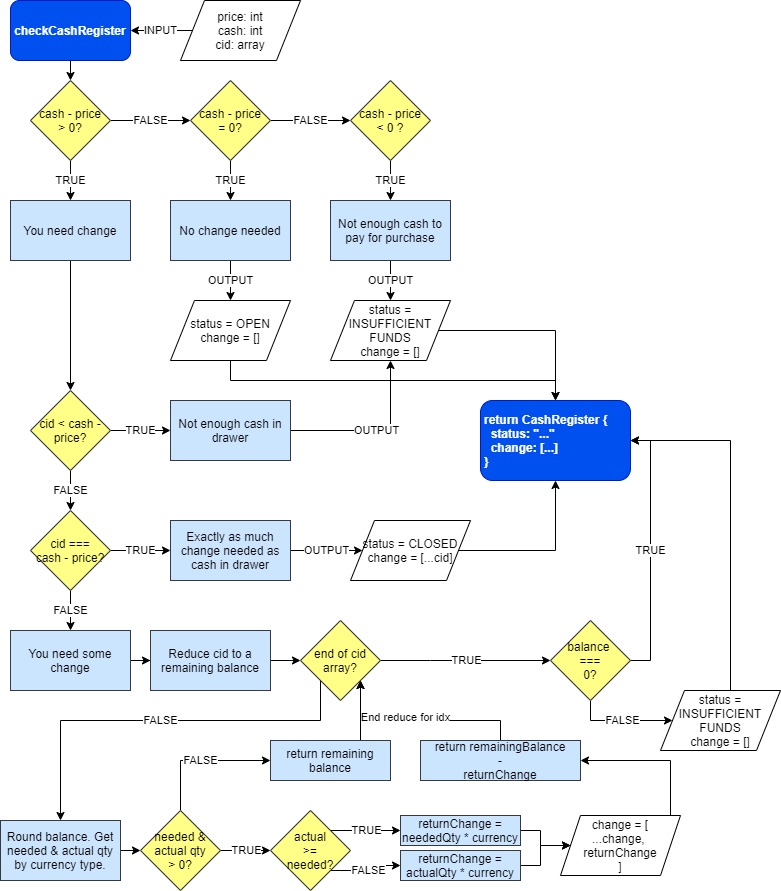 checkCashRegister
INPUT
price: int
cash: int
cid: array
cash - price
> 0?
FALSE
cash - price
= 0?
FALSE
cash - price
< 0 ?
TRUE
TRUE
TRUE
You need change
No change needed
Not enough cash to
pay for purchase
OUTPUT
OUTPUT
status = OPEN
change = []
status =
INSUFFICIENT
FUNDS
change = []
cid < cash -
price?
TRUE
Not enough cash in
drawer
OUTPUT
return CashRegister {
status: "..."
change: [...]
}
FALSE
cid ===
cash - price?
TRUE
Exactly as much
change needed as
cash in drawer
OUTPUT
status = CLOSED
change = [...cid]
TRUE
FALSE
You need some
change
Reduce cid to a
remaining balance
end of cid
array?
TRUE
balance
===
0?
FALSE
status =
INSUFFICIENT
FUNDS
change = []
FALSE
End reduce for idx
FALSE
return remaining
balance
return remainingBalance
-
returnChange
Round balance. Get
needed & actual qty
by currency type.
needed &
actual qty
> 0?
TRUE
actual
>=
needed?
TRUE
returnChange =
neededQty * currency
FALSE
returnChange =
actualQty * currency
change = [
...change,
returnChange
]